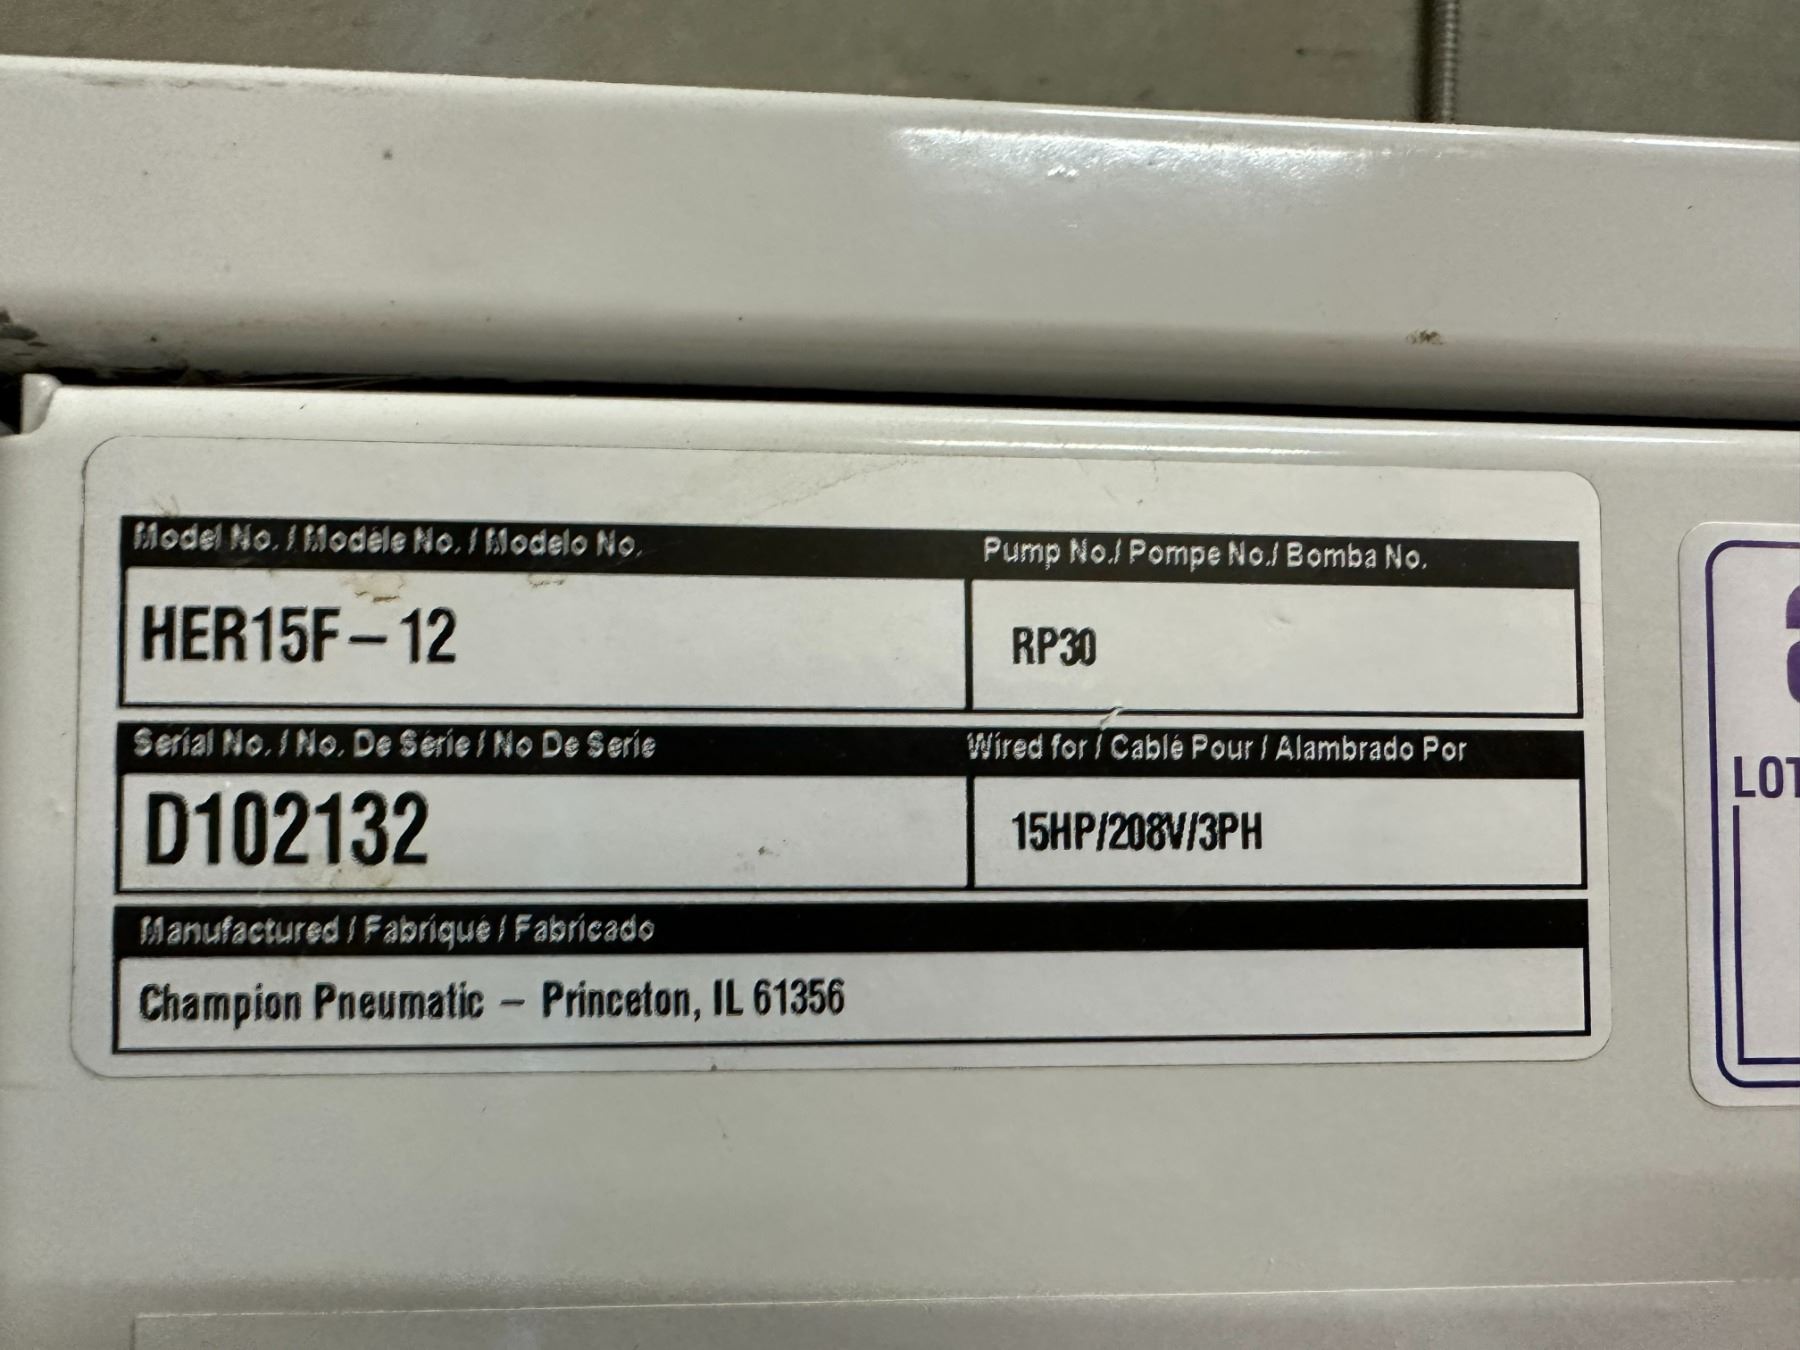 Model No. / Modèle No. / Modelo No.
Pump No./ Pompe No./ Bomba No.
HER15F – 12
RP30
Serial No. / No. De Série / No De Serie
Wired for / Cablé Pour / Alambrado Por
D102132
15HP/208V/3PH
Manufactured / Fabriqué / Fabricado
Champion Pneumatic – Princeton, IL 61356
LOT